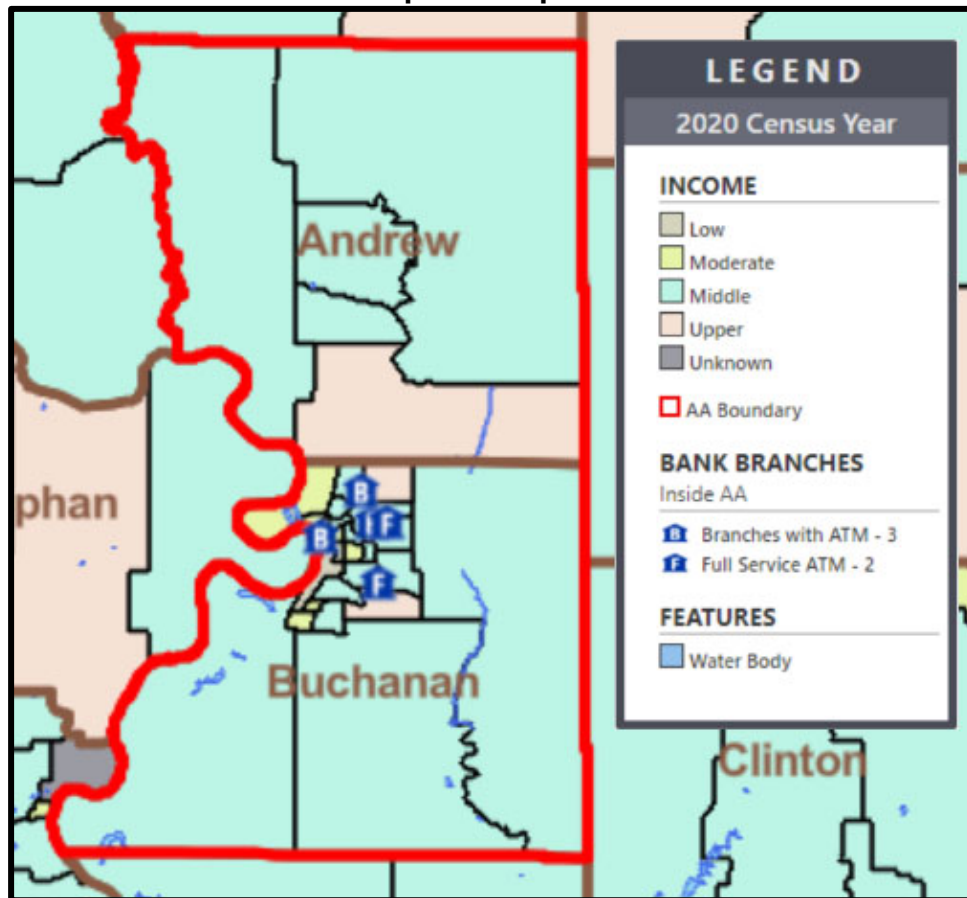 Andrew
phan
Buchanan
Clinton
B
F
B
F
LEGEND
2020 Census Year
INCOME
Low
Moderate
Middle
Upper
Unknown
AA Boundary
BANK BRANCHES
Inside AA
B Branches with ATM - 3
F Full Service ATM - 2
FEATURES
Water Body